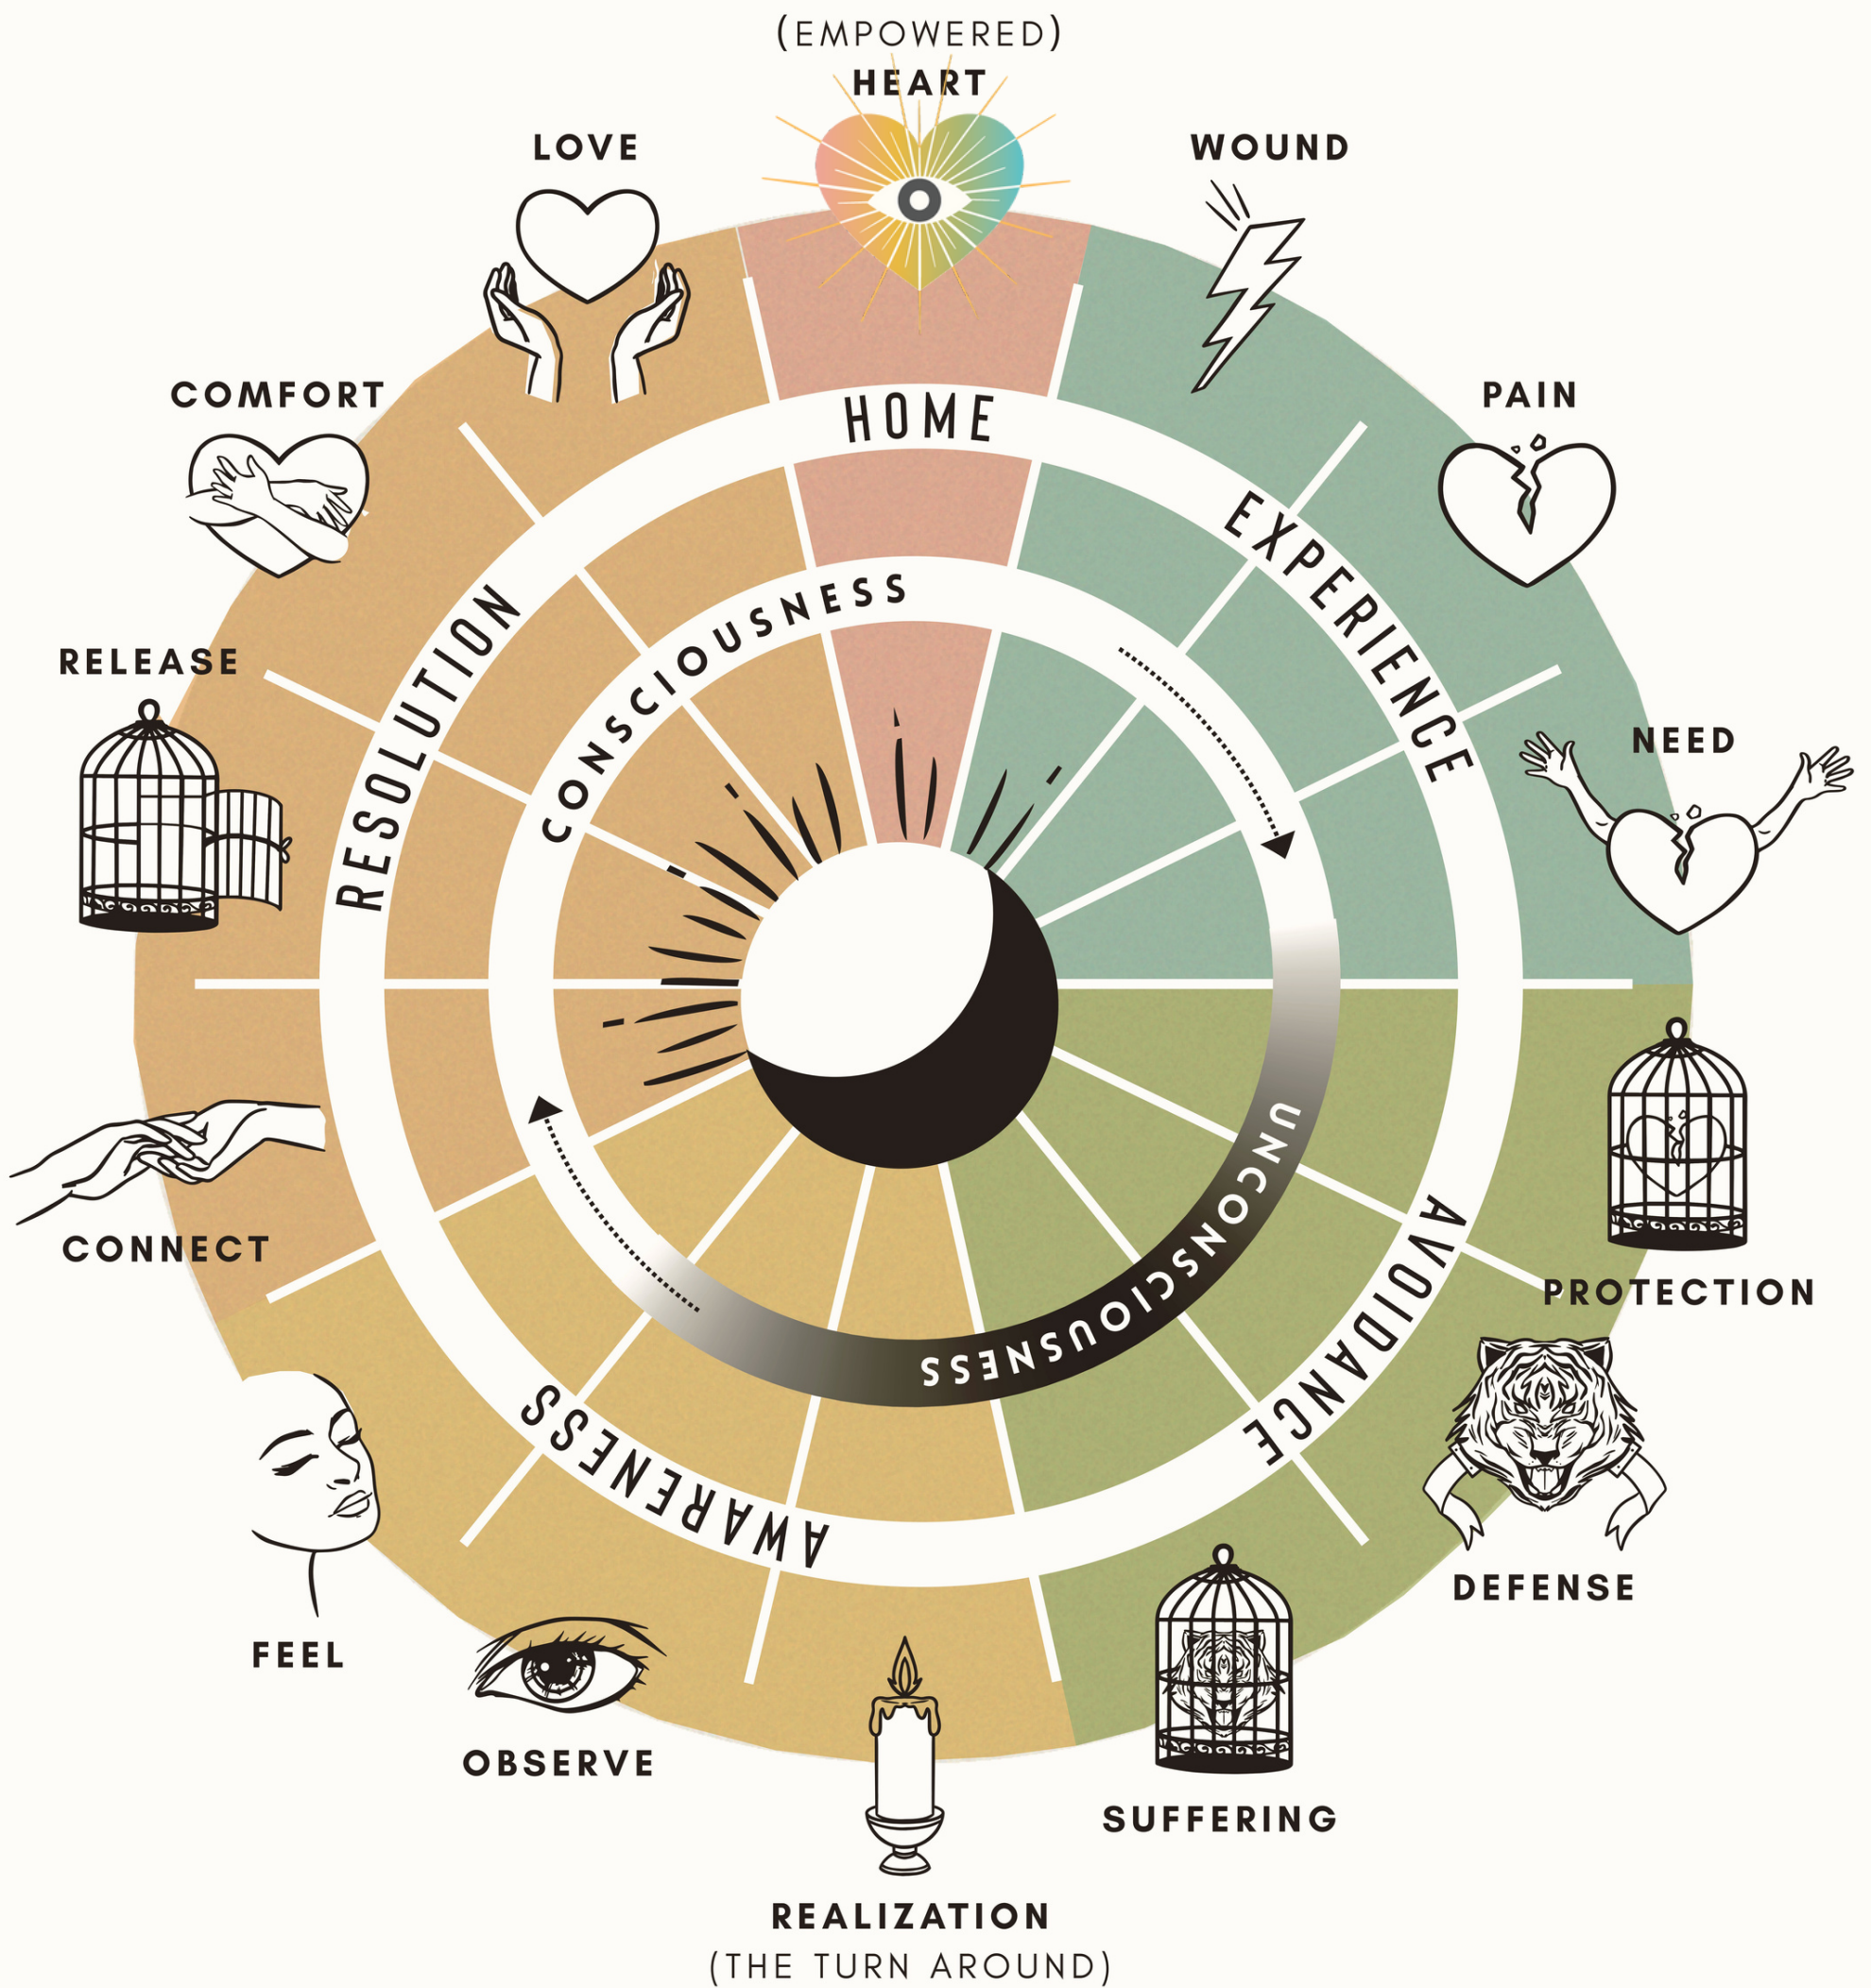 (EMPOWERED)
HEART
WOUND
PAIN
NEED
PROTECTION
DEFENSE
SUFFERING
REALIZATION
(THE TURN AROUND)
OBSERVE
FEEL
CONNECT
RELEASE
COMFORT
LOVE
HOME
EXPERIENCE
AVOIDANCE
AWARENESS
RESOLUTION
CONSCIOUSNESS
UNCONSCIOUSNESS